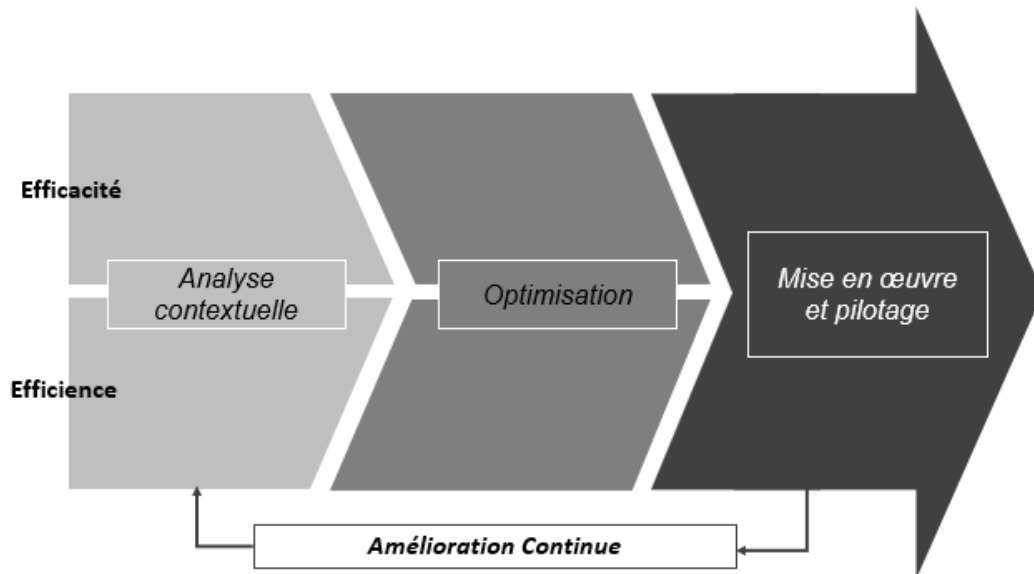 Efficacité
Analyse
contextuelle
Optimisation
Mise en œuvre
et pilotage
Efficience
Amélioration Continue